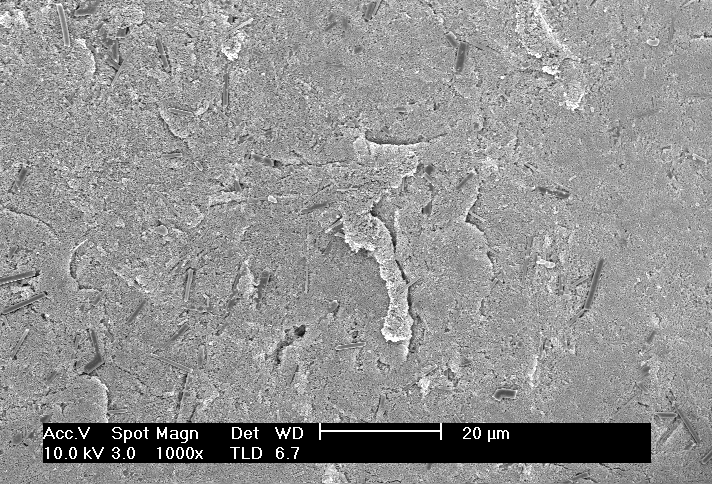 Acc.V Spot Magn Det WD 20 µm
10.0 kV 3.0 1000x TLD 6.7